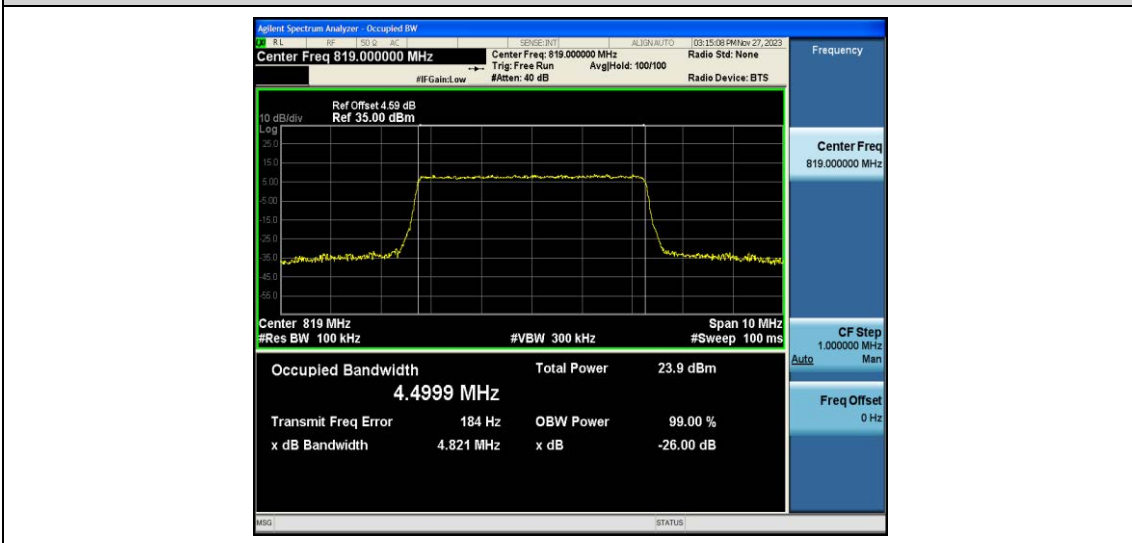 Agilent Spectrum Analyzer - Occupied BW
RL RF 50 Ω AC SENSE:INT ALIGN AUTO 03:15:08 PM Nov 27, 2023
Center Freq 819.000000 MHz
Center Freq: 819.000000 MHz
Radio Std: None
Trig: Free Run Avg|Hold: 100/100
#IFGain:Low #Atten: 40 dB Radio Device: BTS
Ref Offset 4.59 dB
10 dB/div Ref 35.00 dBm
Log
25.0
15.0
5.00
-5.00
-15.0
-25.0
-35.0
-45.0
-55.0
Center 819 MHz Span 10 MHz
#Res BW 100 kHz #VBW 300 kHz #Sweep 100 ms
Occupied Bandwidth Total Power 23.9 dBm
4.4999 MHz
Transmit Freq Error 184 Hz OBW Power 99.00 %
x dB Bandwidth 4.821 MHz x dB -26.00 dB
MSG STATUS
Frequency
Center Freq
819.000000 MHz
CF Step
1.000000 MHz
Auto Man
Freq Offset
0 Hz